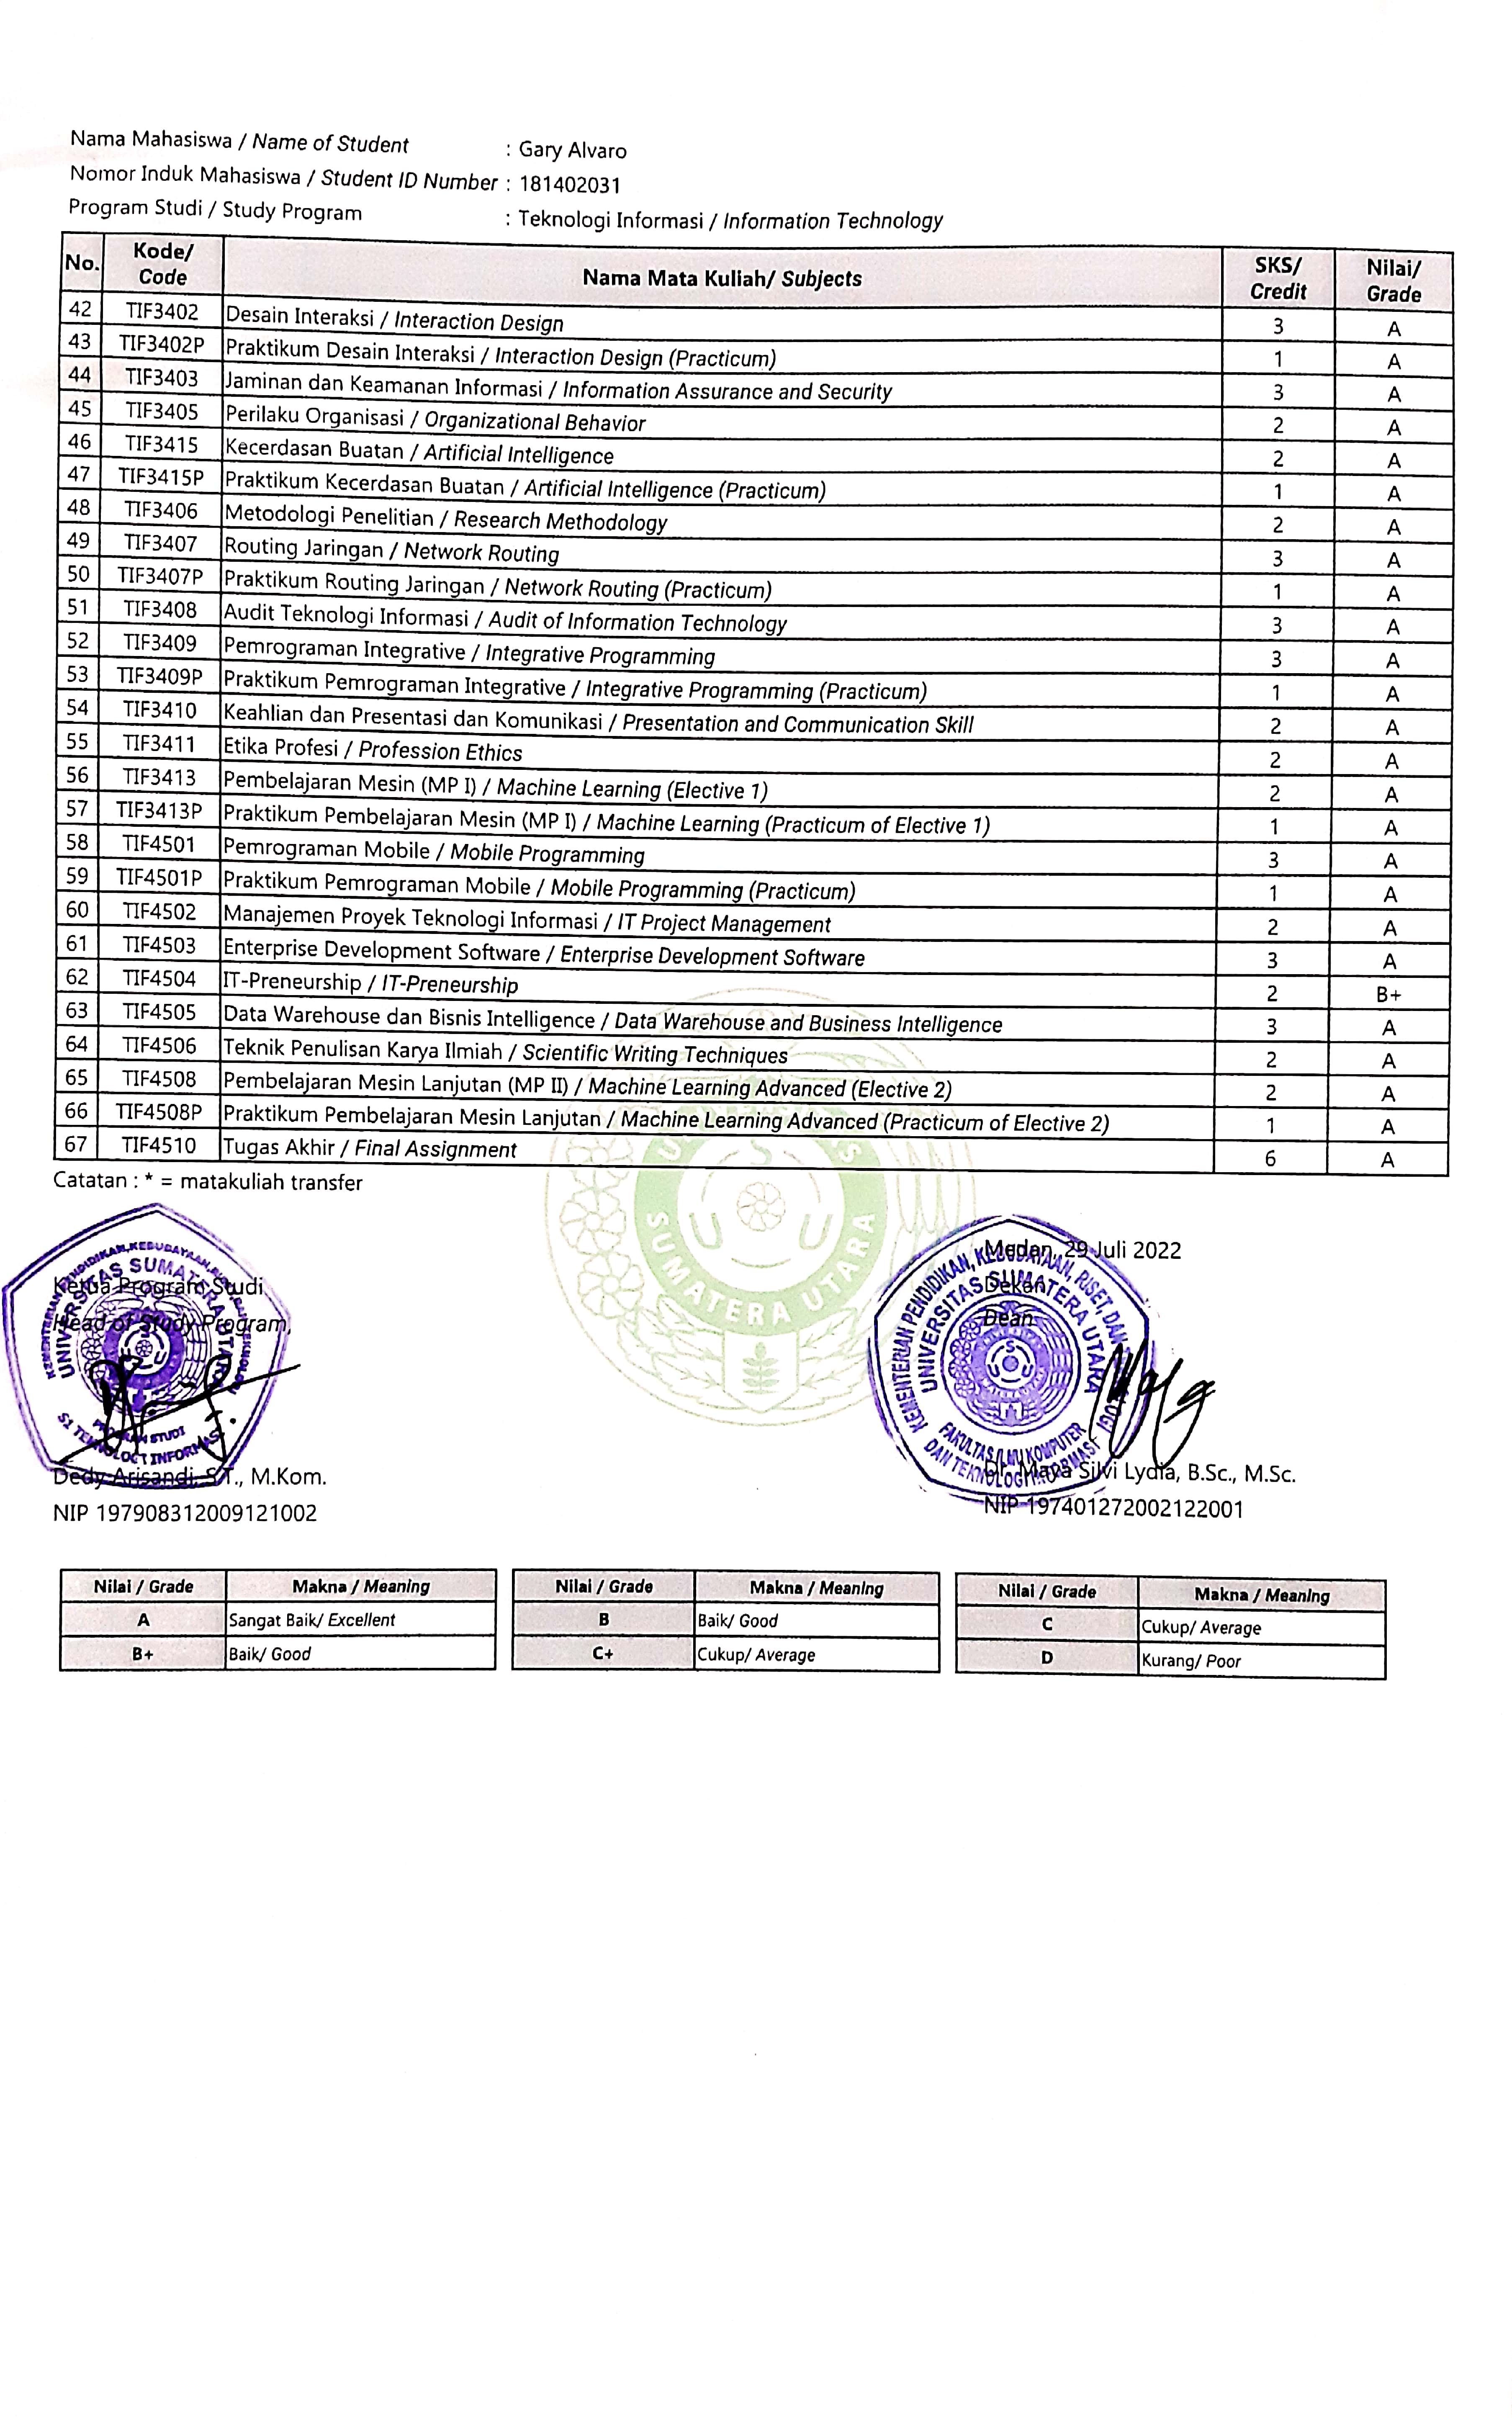 Nama Mahasiswa / Name of Student : Gary Alvaro
Nomor Induk Mahasiswa / Student ID Number : 181402031
Program Studi / Study Program : Teknologi Informasi / Information Technology
No. Kode/ Code Nama Mata Kuliah/ Subjects SKS/ Credit Nilai/ Grade
42 TIF3402 Desain Interaksi / Interaction Design 3 A
43 TIF3402P Praktikum Desain Interaksi / Interaction Design (Practicum) 1 A
44 TIF3403 Jaminan dan Keamanan Informasi / Information Assurance and Security 3 A
45 TIF3405 Perilaku Organisasi / Organizational Behavior 2 A
46 TIF3415 Kecerdasan Buatan / Artificial Intelligence 2 A
47 TIF3415P Praktikum Kecerdasan Buatan / Artificial Intelligence (Practicum) 1 A
48 TIF3406 Metodologi Penelitian / Research Methodology 2 A
49 TIF3407 Routing Jaringan / Network Routing 3 A
50 TIF3407P Praktikum Routing Jaringan / Network Routing (Practicum) 1 A
51 TIF3408 Audit Teknologi Informasi / Audit of Information Technology 3 A
52 TIF3409 Pemrograman Integrative / Integrative Programming 3 A
53 TIF3409P Praktikum Pemrograman Integrative / Integrative Programming (Practicum) 1 A
54 TIF3410 Keahlian dan Presentasi dan Komunikasi / Presentation and Communication Skill 2 A
55 TIF3411 Etika Profesi / Profession Ethics 2 A
56 TIF3413 Pembelajaran Mesin (MP I) / Machine Learning (Elective 1) 2 A
57 TIF3413P Praktikum Pembelajaran Mesin (MP I) / Machine Learning (Practicum of Elective 1) 1 A
58 TIF4501 Pemrograman Mobile / Mobile Programming 3 A
59 TIF4501P Praktikum Pemrograman Mobile / Mobile Programming (Practicum) 1 A
60 TIF4502 Manajemen Proyek Teknologi Informasi / IT Project Management 2 A
61 TIF4503 Enterprise Development Software / Enterprise Development Software 3 A
62 TIF4504 IT-Preneurship / IT-Preneurship 2 B+
63 TIF4505 Data Warehouse dan Bisnis Intelligence / Data Warehouse and Business Intelligence 3 A
64 TIF4506 Teknik Penulisan Karya Ilmiah / Scientific Writing Techniques 2 A
65 TIF4508 Pembelajaran Mesin Lanjutan (MP II) / Machine Learning Advanced (Elective 2) 2 A
66 TIF4508P Praktikum Pembelajaran Mesin Lanjutan / Machine Learning Advanced (Practicum of Elective 2) 1 A
67 TIF4510 Tugas Akhir / Final Assignment 6 A
Catatan : * = matakuliah transfer
SUMATERA UTARA
Medan, 29 Juli 2022
Ketua Program Studi
Head of Study Program,
Dekan
Dean
UNIVERSITAS SUMATERA UTARA
PROGRAM STUDI
S1 TEKNOLOGI INFORMASI
KEMENTERIAN PENDIDIKAN, KEBUDAYAAN, RISET, DAN
UNIVERSITAS SUMATERA UTARA
FAKULTAS ILMU KOMPUTER
DAN TEKNOLOGI INFORMASI
Dedy Arisandi, S.T., M.Kom.
NIP 197908312009121002
Dr. Maya Silvi Lydia, B.Sc., M.Sc.
NIP 197401272002122001
Nilai / Grade Makna / Meaning Nilai / Grade Makna / Meaning Nilai / Grade Makna / Meaning
A Sangat Baik/ Excellent B Baik/ Good C Cukup/ Average
B+ Baik/ Good C+ Cukup/ Average D Kurang/ Poor